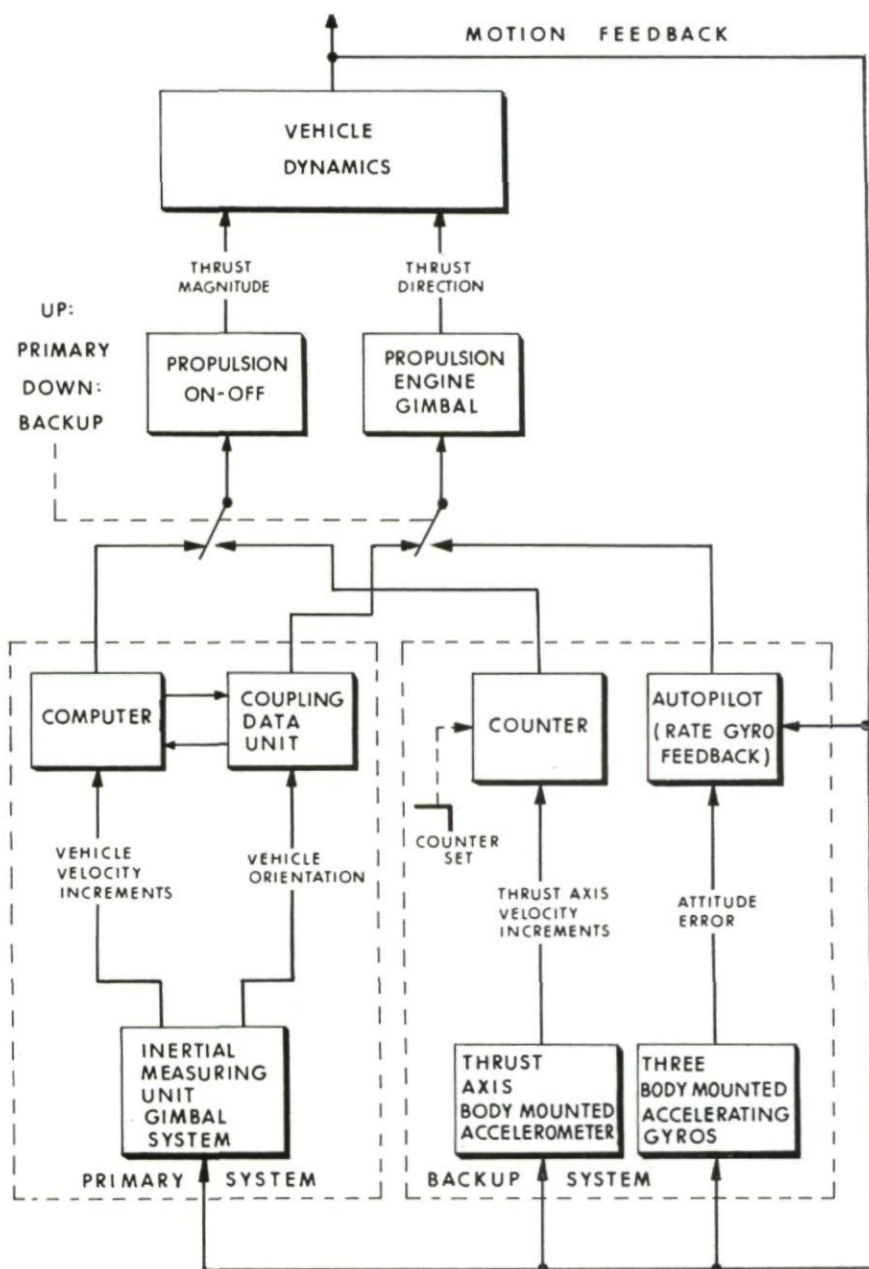 MOTION FEEDBACK
VEHICLE
DYNAMICS
THRUST
MAGNITUDE
THRUST
DIRECTION
UP:
PRIMARY
DOWN:
BACKUP
PROPULSION
ON-OFF
PROPULSION
ENGINE
GIMBAL
COMPUTER
COUPLING
DATA
UNIT
COUNTER
AUTOPILOT
(RATE GYRO
FEEDBACK)
COUNTER
SET
VEHICLE
VELOCITY
INCREMENTS
VEHICLE
ORIENTATION
THRUST AXIS
VELOCITY
INCREMENTS
ATTITUDE
ERROR
INERTIAL
MEASURING
UNIT
GIMBAL
SYSTEM
THRUST
AXIS
BODY MOUNTED
ACCELEROMETER
THREE
BODY MOUNTED
ACCELERATING
GYROS
PRIMARY SYSTEM
BACKUP SYSTEM